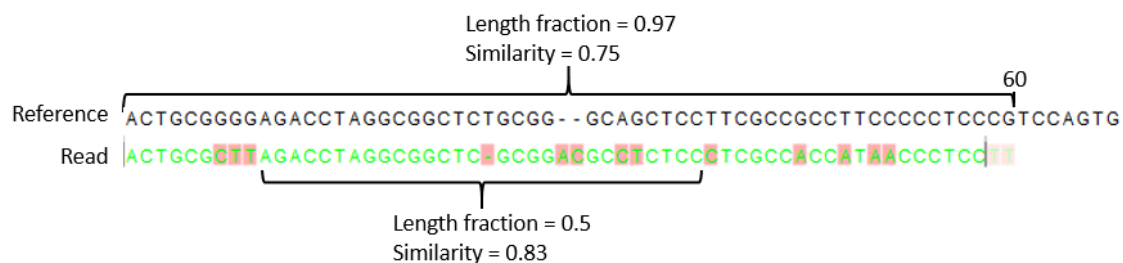 Length fraction = 0.97
Similarity = 0.75
60
Reference ACTGCGGGGAGACCTAGGCGGCTCTGCGG--GCAGCTCCTTCGCCGCCTTCCCCCTCCCGTCCAGTG
Read ACTGCGCTTAGACCTAGGCGGCTC-GCGGACGCCTCTCCCTCGCCACCATAACCCTCCTT
Length fraction = 0.5
Similarity = 0.83